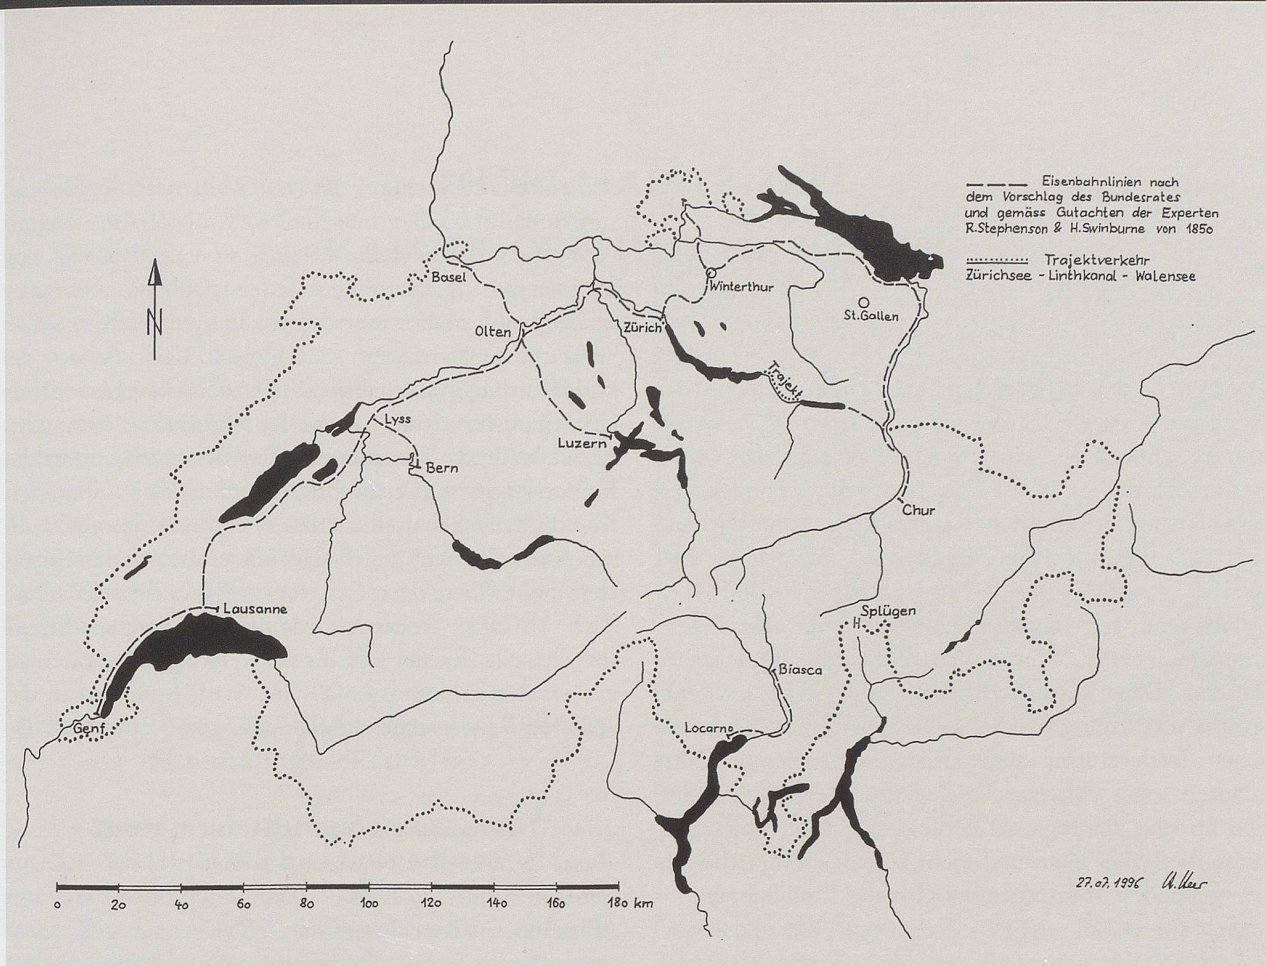 Eisenbahnlinien nach
dem Vorschlag des Bundesrates
und gemäss Gutachten der Experten
R. Stephenson & H. Swinburne von 1850
Trajektverkehr
Zürichsee - Linthkanal - Walensee
N
Basel
Winterthur
St. Gallen
Olten
Zürich
Trajekt
Lyss
Luzern
Bern
Chur
Lausanne
Splügen
Biasca
Genf
Locarno
0 20 40 60 80 100 120 140 160 180 km
27.07.1996